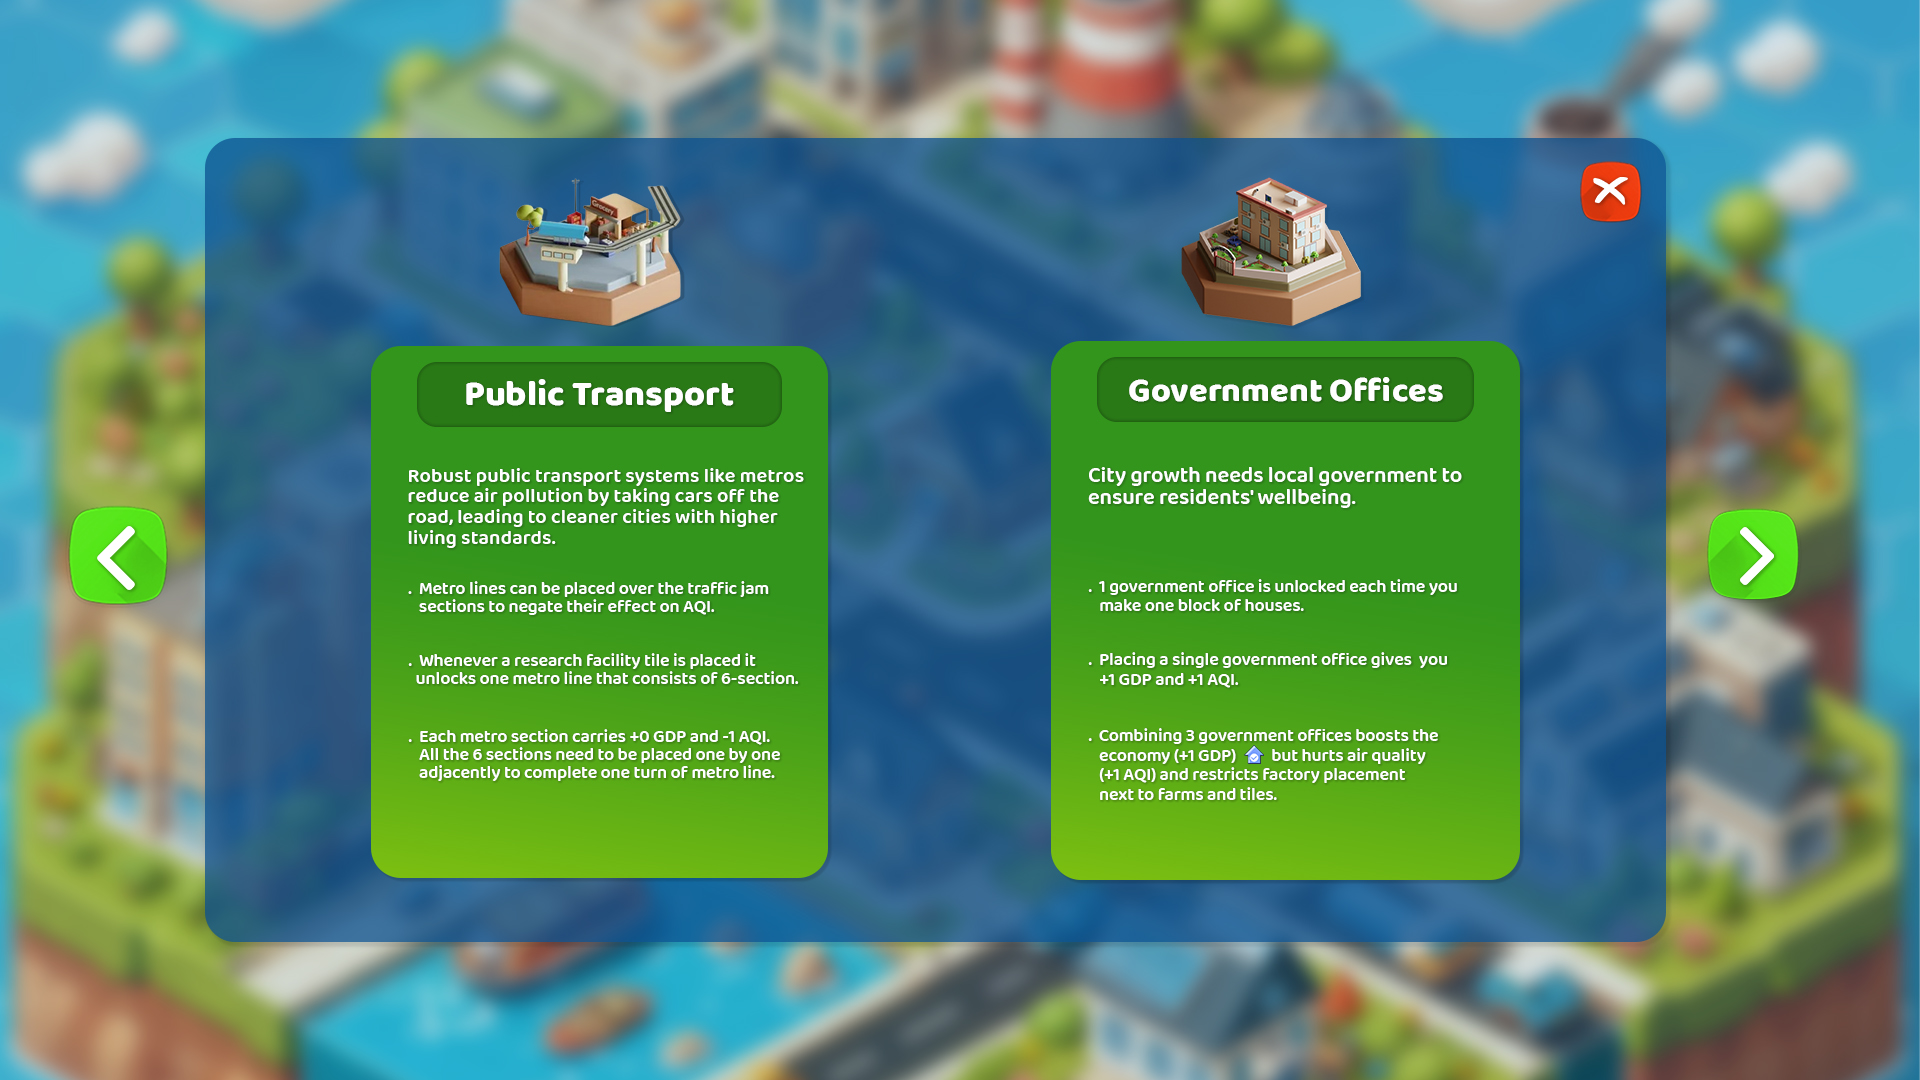 Grocery
Public Transport
Robust public transport systems like metros
reduce air pollution by taking cars off the
road, leading to cleaner cities with higher
living standards.
. Metro lines can be placed over the traffic jam
sections to negate their effect on AQI.
. Whenever a research facility tile is placed it
unlocks one metro line that consists of 6-section.
. Each metro section carries +0 GDP and -1 AQI.
All the 6 sections need to be placed one by one
adjacently to complete one turn of metro line.
Government Offices
City growth needs local government to
ensure residents' wellbeing.
. 1 government office is unlocked each time you
make one block of houses.
. Placing a single government office gives you
+1 GDP and +1 AQI.
. Combining 3 government offices boosts the
economy (+1 GDP) but hurts air quality
(+1 AQI) and restricts factory placement
next to farms and tiles.